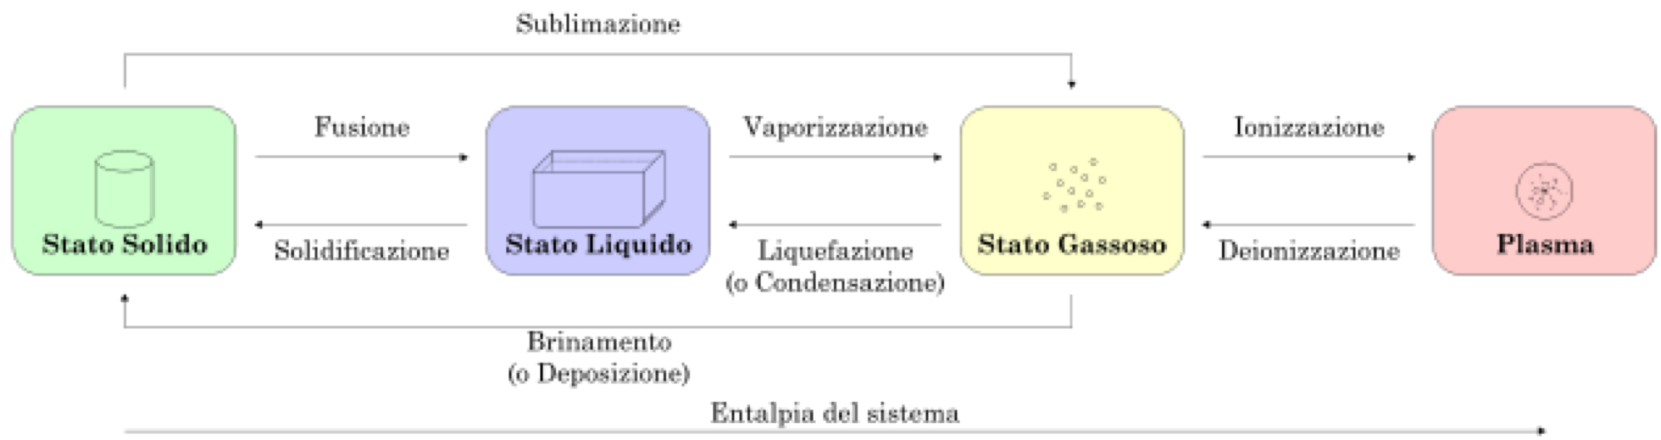 Sublimazione
Fusione
Vaporizzazione
Ionizzazione
Stato Solido
Solidificazione
Stato Liquido
Liquefazione
(o Condensazione)
Stato Gassoso
Deionizzazione
Plasma
Brinamento
(o Deposizione)
Entalpia del sistema